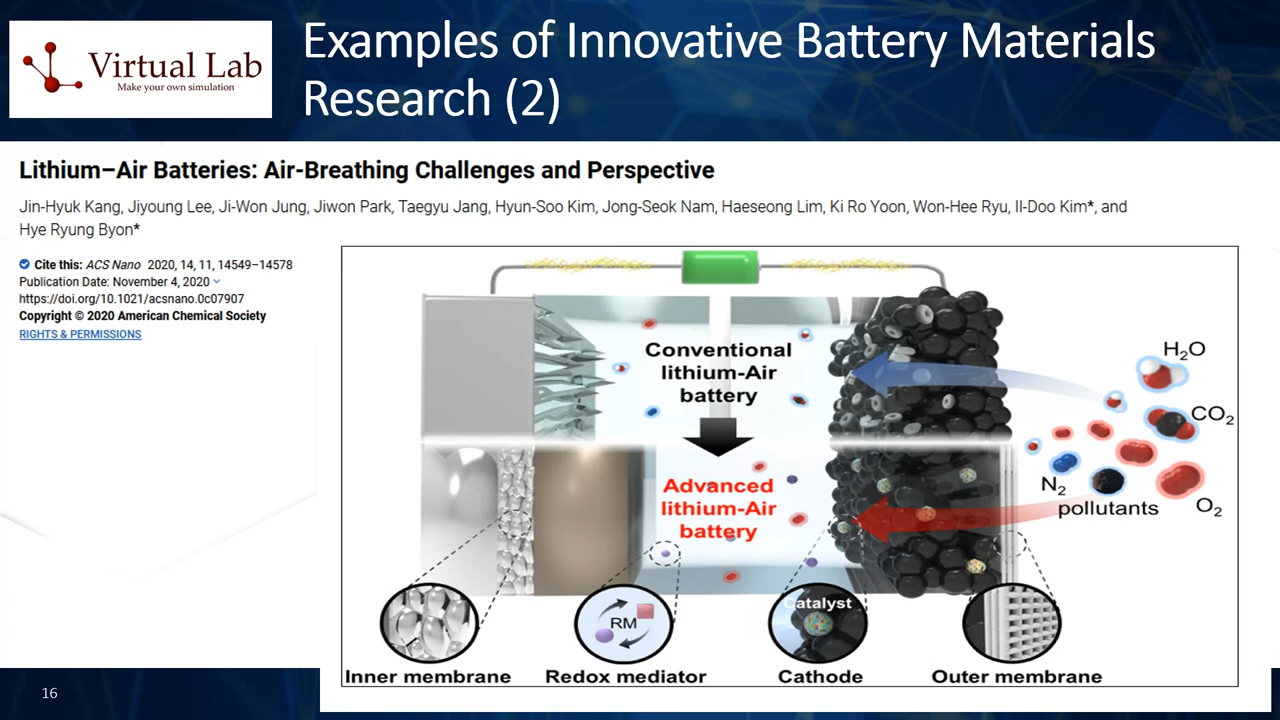 Virtual Lab
Make your own simulation
Examples of Innovative Battery Materials
Research (2)
Lithium–Air Batteries: Air-Breathing Challenges and Perspective
Jin-Hyuk Kang, Jiyoung Lee, Ji-Won Jung, Jiwon Park, Taegyu Jang, Hyun-Soo Kim, Jong-Seok Nam, Haeseong Lim, Ki Ro Yoon, Won-Hee Ryu, Il-Doo Kim*, and
Hye Ryung Byon*
Cite this: ACS Nano 2020, 14, 11, 14549–14578
Publication Date: November 4, 2020
https://doi.org/10.1021/acsnano.0c07907
Copyright © 2020 American Chemical Society
RIGHTS & PERMISSIONS
Conventional
lithium-Air
battery
Advanced
lithium-Air
battery
H₂O
CO₂
N₂
O₂
pollutants
RM
Catalyst
Inner membrane
Redox mediator
Cathode
Outer membrane
16